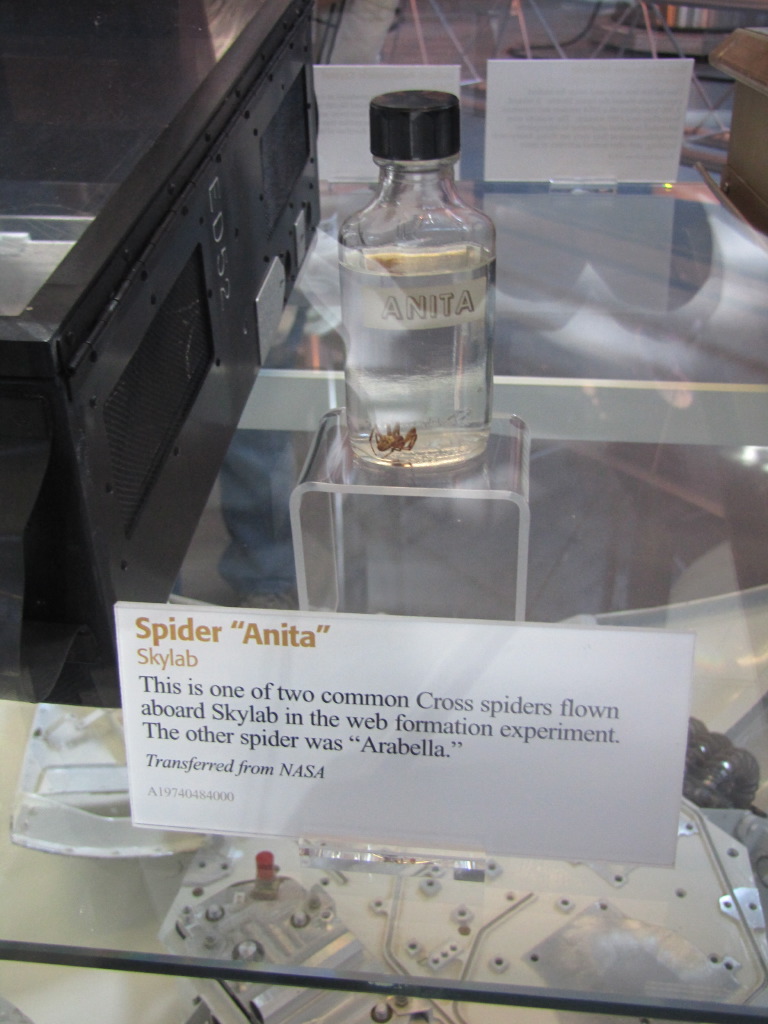 ED52
ANITA
Spider “Anita”
Skylab
This is one of two common Cross spiders flown
aboard Skylab in the web formation experiment.
The other spider was “Arabella.”
Transferred from NASA
A19740484000